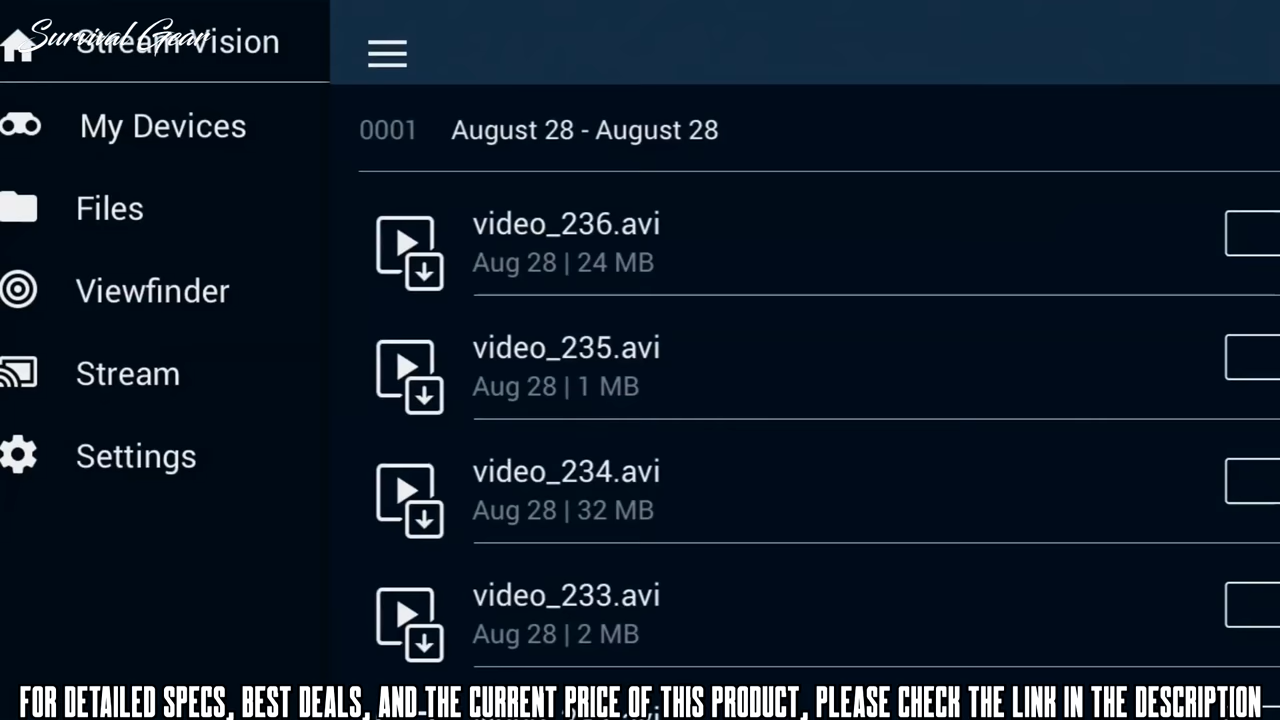 Survival Gear
Stream Vision
My Devices
Files
Viewfinder
Stream
Settings
0001 August 28 - August 28
video_236.avi
Aug 28 | 24 MB
video_235.avi
Aug 28 | 1 MB
video_234.avi
Aug 28 | 32 MB
video_233.avi
Aug 28 | 2 MB
FOR DETAILED SPECS, BEST DEALS, AND THE CURRENT PRICE OF THIS PRODUCT, PLEASE CHECK THE LINK IN THE DESCRIPTION